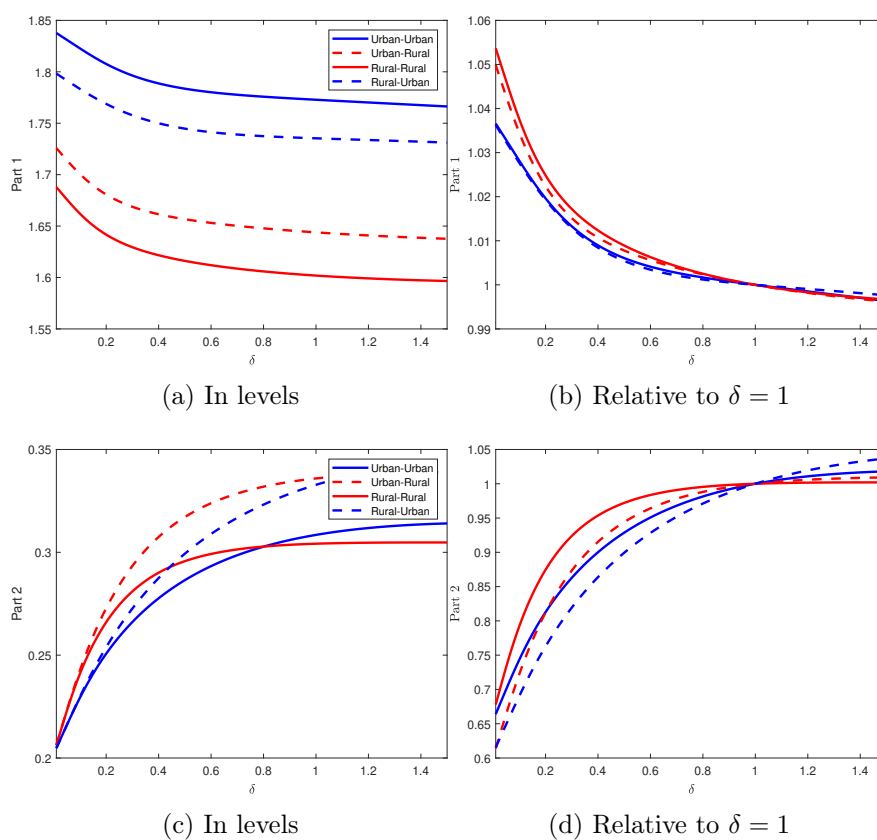 1.85
1.8
1.75
1.7
1.65
1.6
1.55
Part 1
0.2 0.4 0.6 0.8 1 1.2 1.4
δ
Urban-Urban
Urban-Rural
Rural-Rural
Rural-Urban
(a) In levels
1.06
1.05
1.04
1.03
1.02
1.01
1
0.99
Part 1
0.2 0.4 0.6 0.8 1 1.2 1.4
δ
(b) Relative to δ = 1
0.35
0.3
0.25
0.2
Part 2
0.2 0.4 0.6 0.8 1 1.2 1.4
δ
Urban-Urban
Urban-Rural
Rural-Rural
Rural-Urban
(c) In levels
1.05
1
0.95
0.9
0.85
0.8
0.75
0.7
0.65
0.6
Part 2
0.2 0.4 0.6 0.8 1 1.2 1.4
δ
(d) Relative to δ = 1